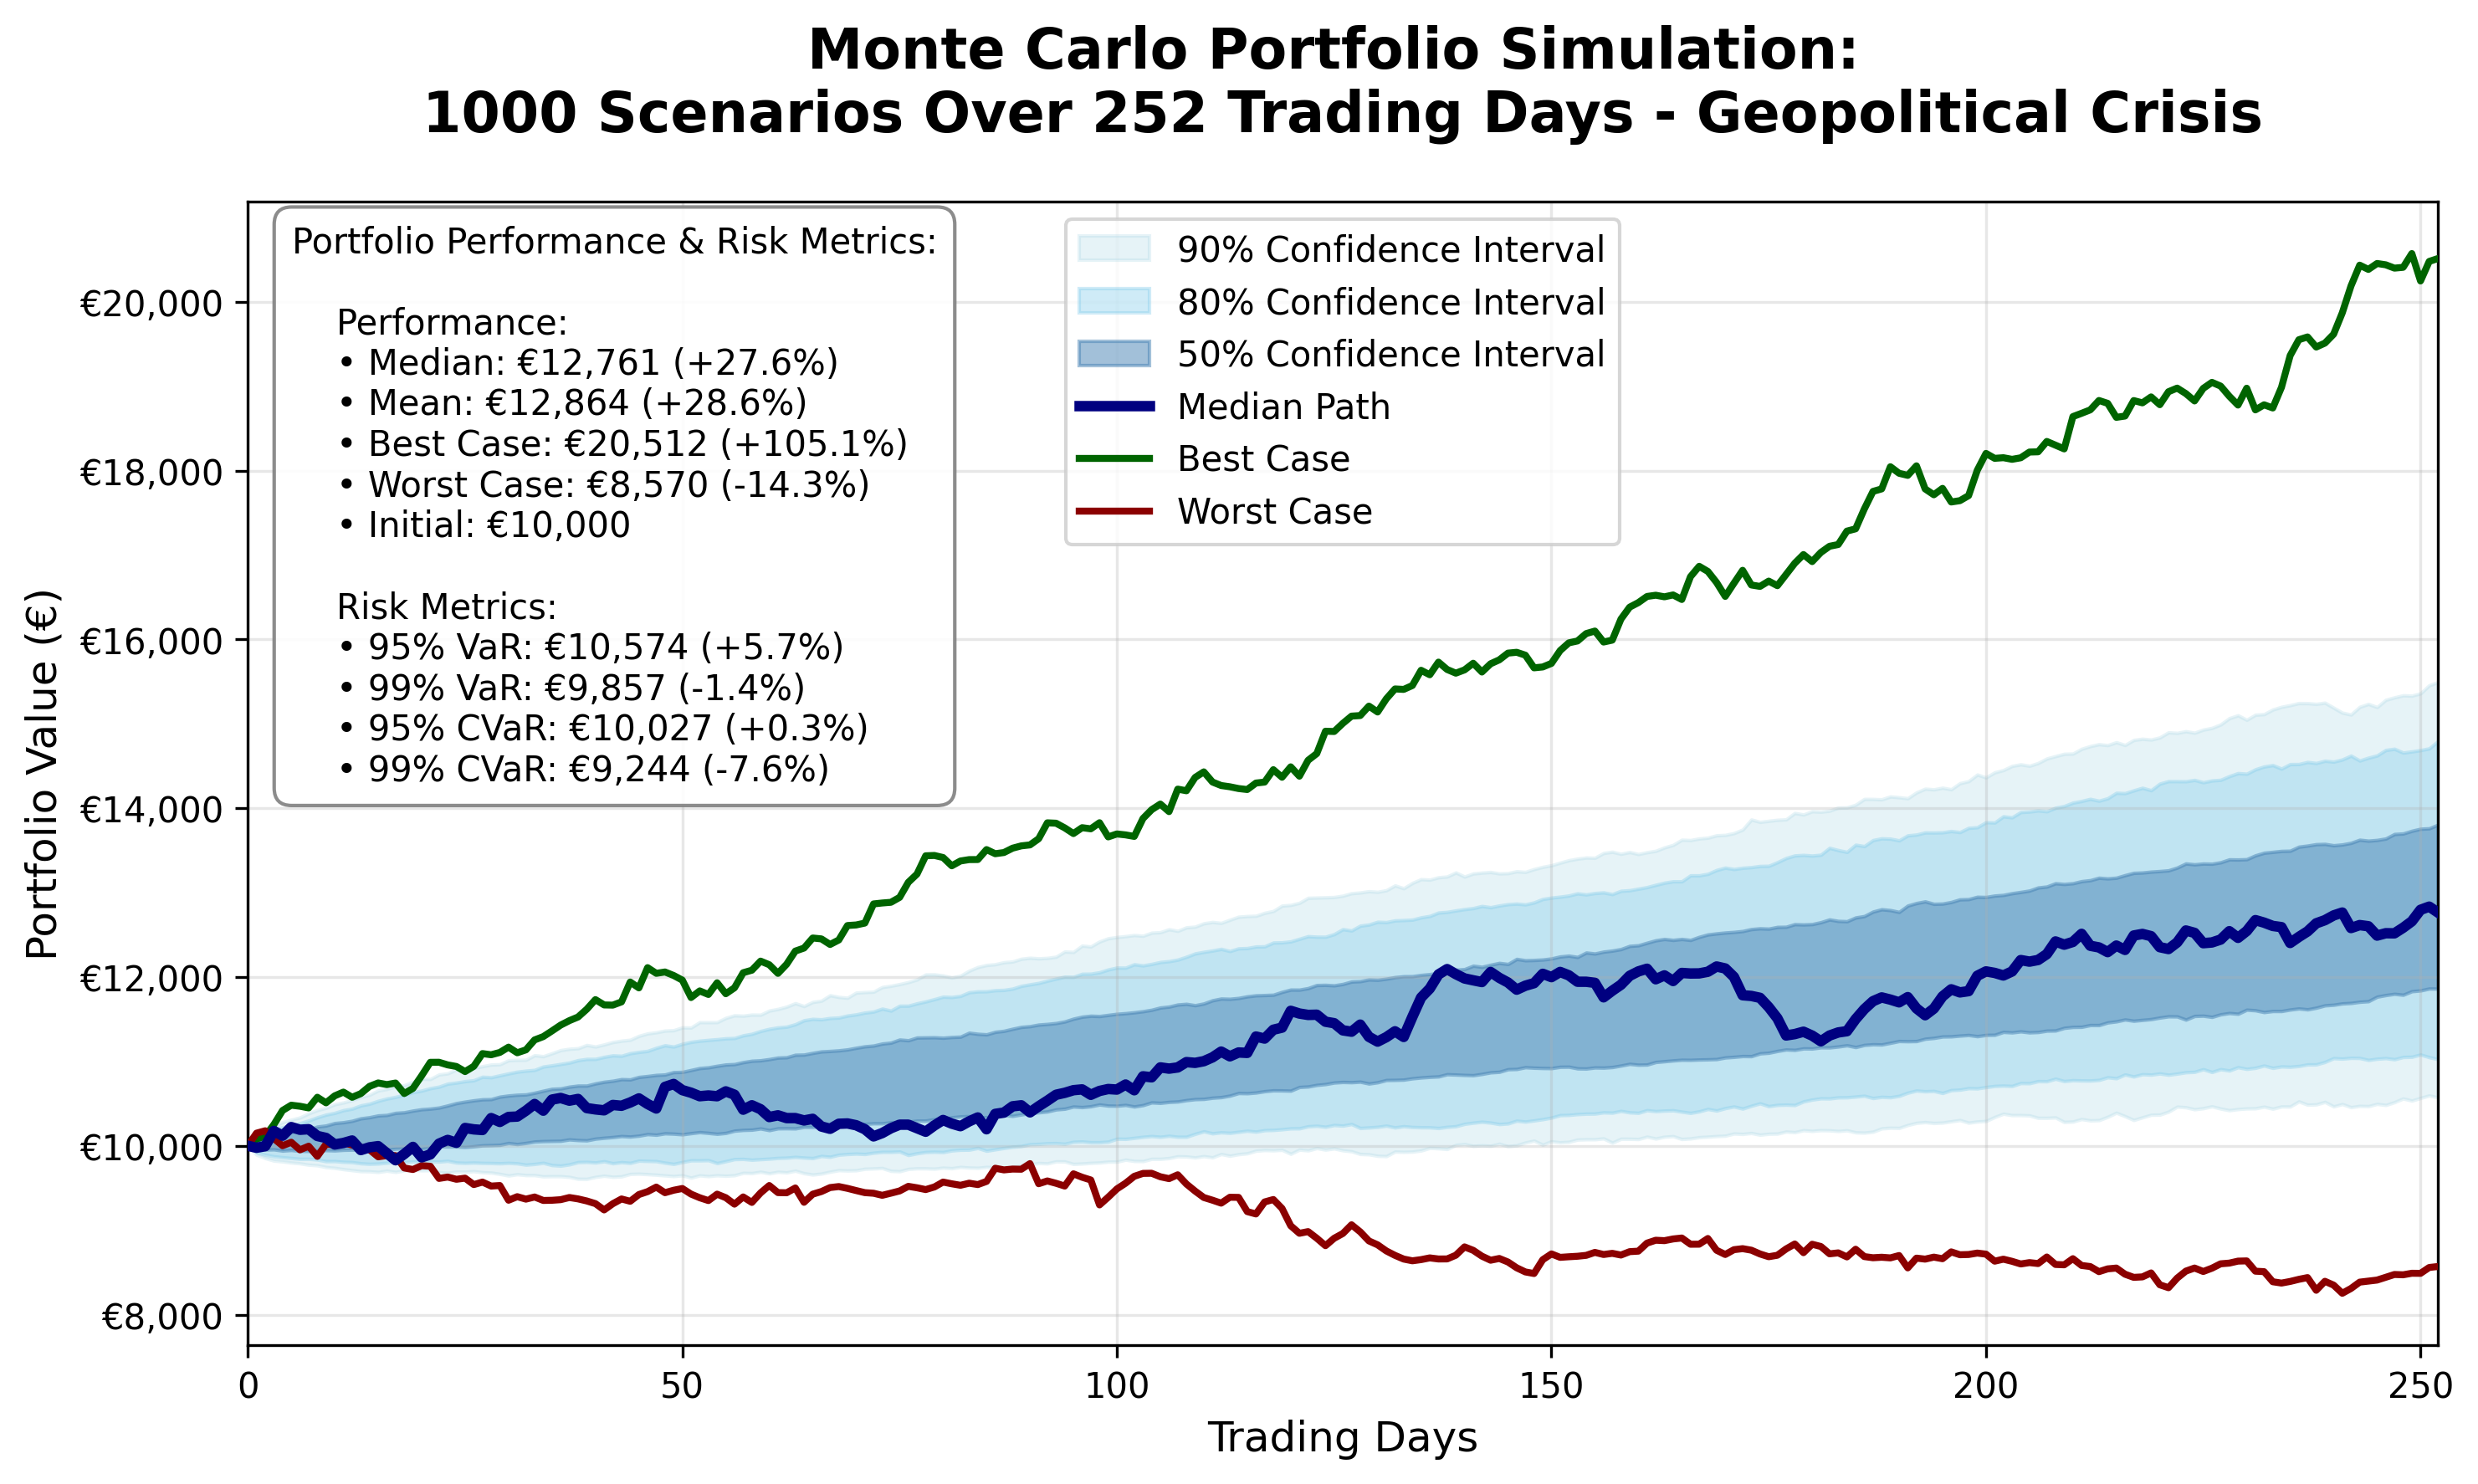 Monte Carlo Portfolio Simulation:
1000 Scenarios Over 252 Trading Days - Geopolitical Crisis
Portfolio Performance & Risk Metrics:
Performance:
• Median: €12,761 (+27.6%)
• Mean: €12,864 (+28.6%)
• Best Case: €20,512 (+105.1%)
• Worst Case: €8,570 (-14.3%)
• Initial: €10,000
Risk Metrics:
• 95% VaR: €10,574 (+5.7%)
• 99% VaR: €9,857 (-1.4%)
• 95% CVaR: €10,027 (+0.3%)
• 99% CVaR: €9,244 (-7.6%)
90% Confidence Interval
80% Confidence Interval
50% Confidence Interval
Median Path
Best Case
Worst Case
Portfolio Value (€)
€20,000
€18,000
€16,000
€14,000
€12,000
€10,000
€8,000
0
50
100
150
200
250
Trading Days